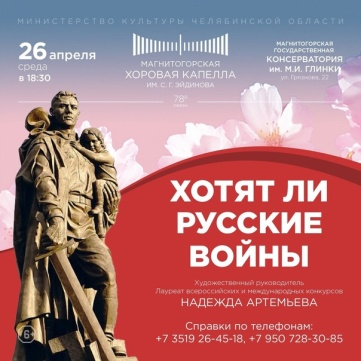 МИНИСТЕРСТВО КУЛЬТУРЫ ЧЕЛЯБИНСКОЙ ОБЛАСТИ
26 апреля
среда
в 18:30
МАГНИТОГОРСКАЯ
ХОРОВАЯ КАПЕЛЛА
ИМ. С. Г. ЭЙДИНОВА
МАГНИТОГОРСКАЯ
ГОСУДАРСТВЕННАЯ
КОНСЕРВАТОРИЯ
им. М.И. ГЛИНКИ
ул. Грязнова, 22
ХОТЯТ ЛИ
РУССКИЕ
ВОЙНЫ
Художественный руководитель
Лауреат всероссийских и международных конкурсов
НАДЕЖДА АРТЕМЬЕВА
Справки по телефонам:
+7 3519 26-45-18, +7 950 728-30-85
6+